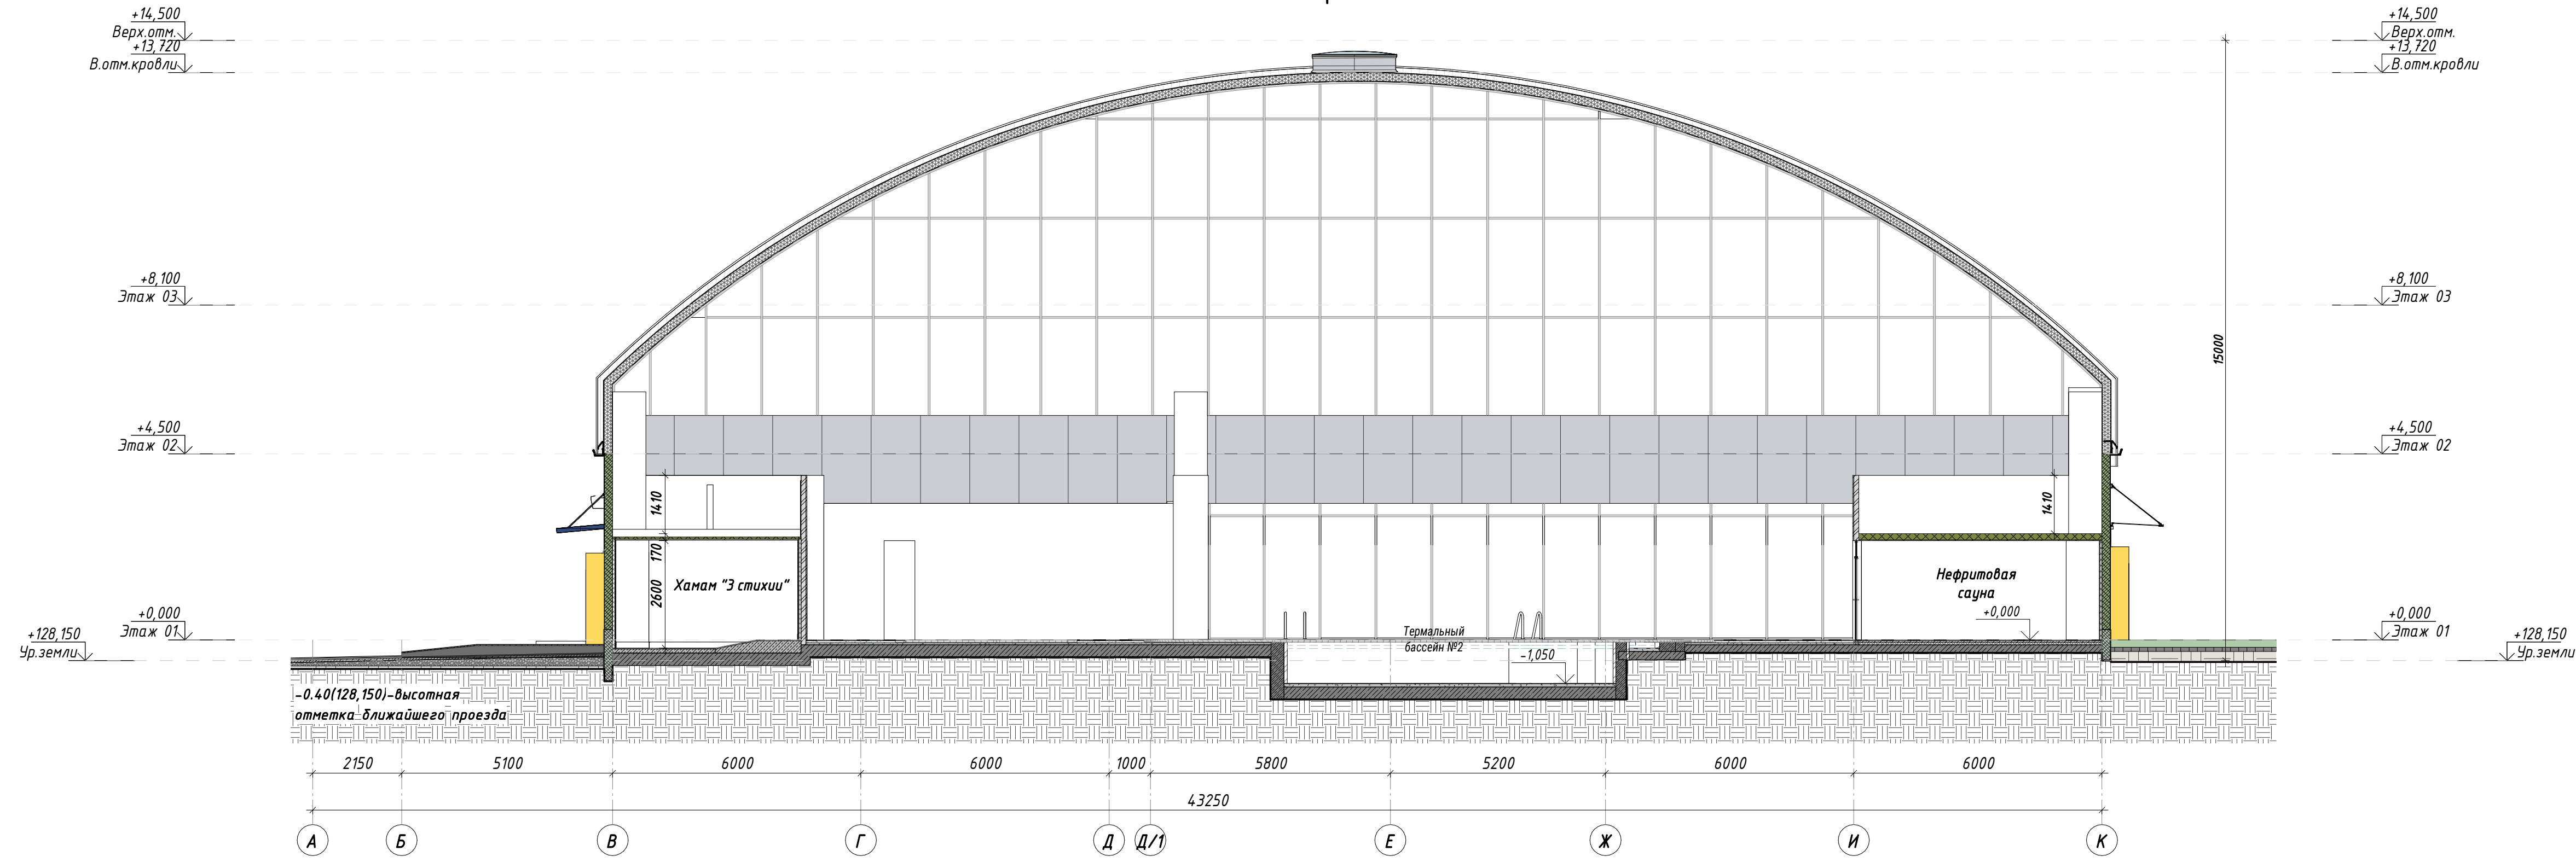 +14,500
Верх.отм.
+13,720
В.отм.кровли
+14,500
Верх.отм.
+13,720
В.отм.кровли
+8,100
Этаж 03
+8,100
Этаж 03
15000
+4,500
Этаж 02
+4,500
Этаж 02
1410
1410
170
2600
Хамам "3 стихии"
Нефритовая
сауна
+0,000
+0,000
Этаж 01
+0,000
Этаж 01
+128,150
Ур.земли
+128,150
Ур.земли
Термальный
бассейн №2
-1,050
-0.40(128,150)-высотная
отметка ближайшего проезда
2150
5100
6000
6000
1000
5800
5200
6000
6000
43250
А
Б
В
Г
Д
Д/1
Е
Ж
И
К